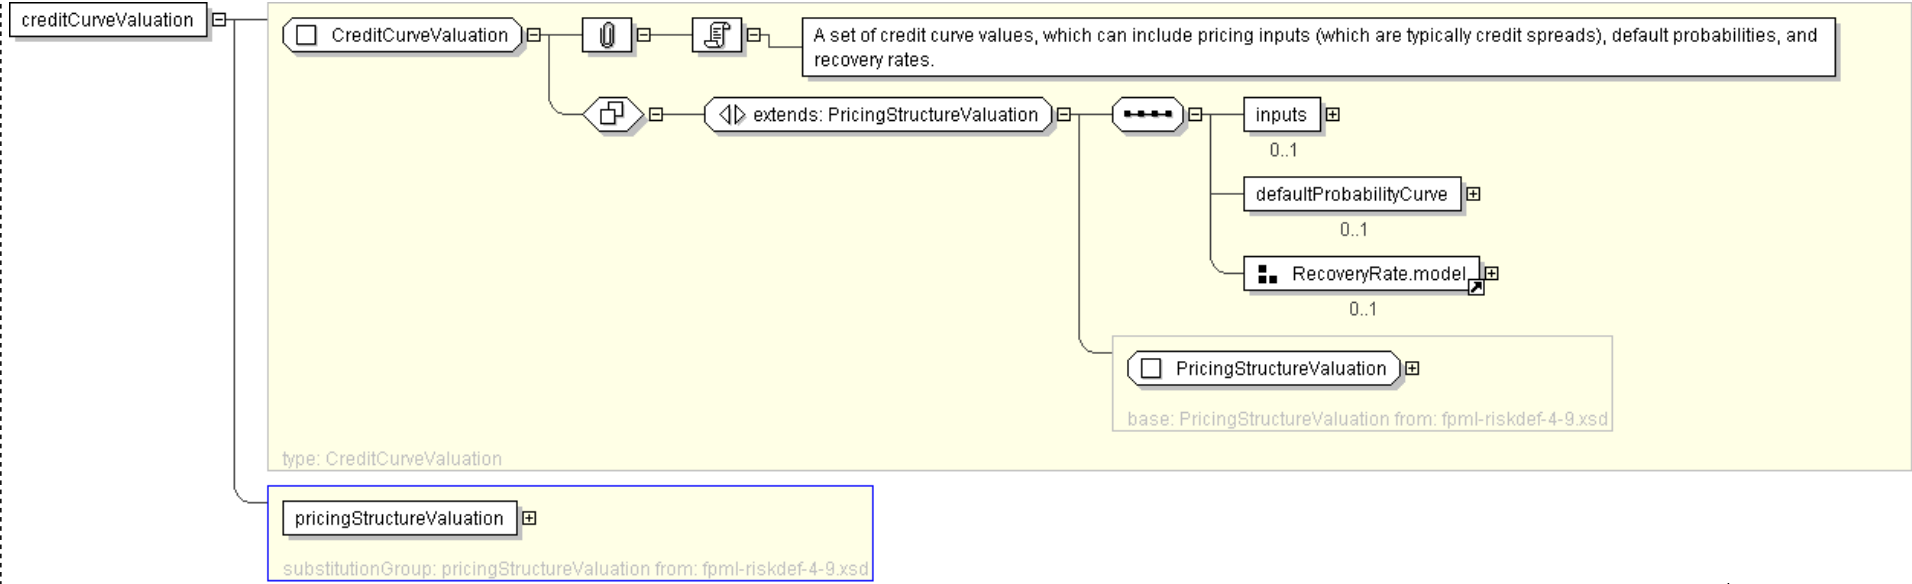 creditCurveValuation
CreditCurveValuation
A set of credit curve values, which can include pricing inputs (which are typically credit spreads), default probabilities, and
recovery rates.
extends: PricingStructureValuation
inputs
0..1
defaultProbabilityCurve
0..1
RecoveryRate.model
0..1
PricingStructureValuation
base: PricingStructureValuation from: fpml-riskdef-4-9.xsd
type: CreditCurveValuation
pricingStructureValuation
substitutionGroup: pricingStructureValuation from: fpml-riskdef-4-9.xsd